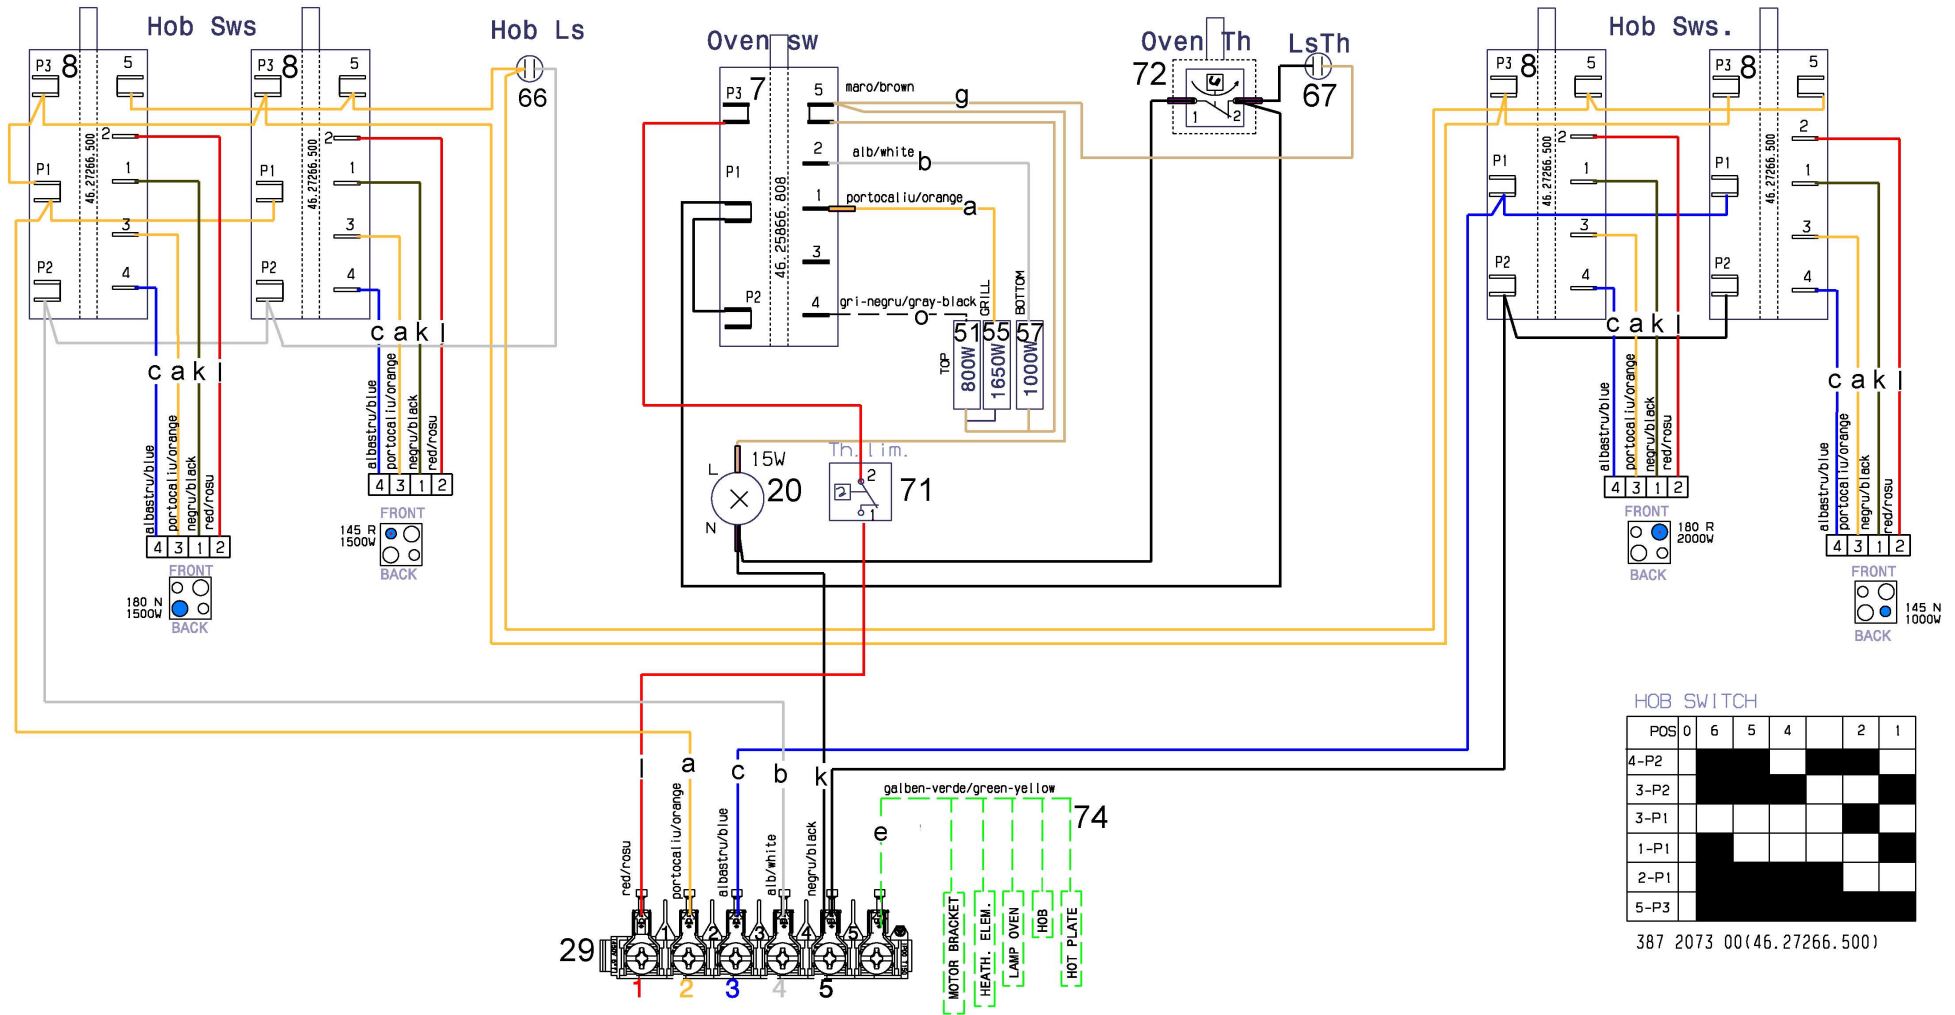 Hob Sws
Hob Ls
Oven sw
Oven Th
LsTh
Hob Sws.
P3 8 5
P3 8 5
66
P3 7 5
maro/brown
g
72
1 2
67
P3 8 5
P3 8 5
46.27266.500
46.27266.500
46.25866.808
46.27266.500
46.27266.500
2
2
2
alb/white
b
2
2
P1 1
P1 1
P1 1
portocaliu/orange
a
P1 1
P1 1
3
3
3
3
3
P2 4
P2 4
P2 4
gri-negru/gray-black
o
P2 4
P2 4
GRILL
BOTTOM
TOP
51 55 57
800W
1650W
1000W
c a k l
c a k l
c a k l
c a k l
albastru/blue
portocaliu/orange
negru/black
red/rosu
4 3 1 2
FRONT
180 N
1500W
BACK
albastru/blue
portocaliu/orange
negru/black
red/rosu
4 3 1 2
FRONT
145 R
1500W
BACK
L
15W
20
N
Th.lim.
2
2
1
71
albastru/blue
portocaliu/orange
negru/black
red/rosu
4 3 1 2
FRONT
180 R
2000W
BACK
albastru/blue
portocaliu/orange
negru/black
red/rosu
4 3 1 2
FRONT
145 N
1000W
BACK
l a c b k
red/rosu
portocaliu/orange
albastru/blue
alb/white
negru/black
galben-verde/green-yellow
74
e
MOTOR BRACKET
HEATH. ELEM.
LAMP OVEN
HOB
HOT PLATE
29
1 2 3 4 5
1 2 3 4 5
HOB SWITCH
POS 0 6 5 4 2 1
4-P2
3-P2
3-P1
1-P1
2-P1
5-P3
387 2073 00(46.27266.500)